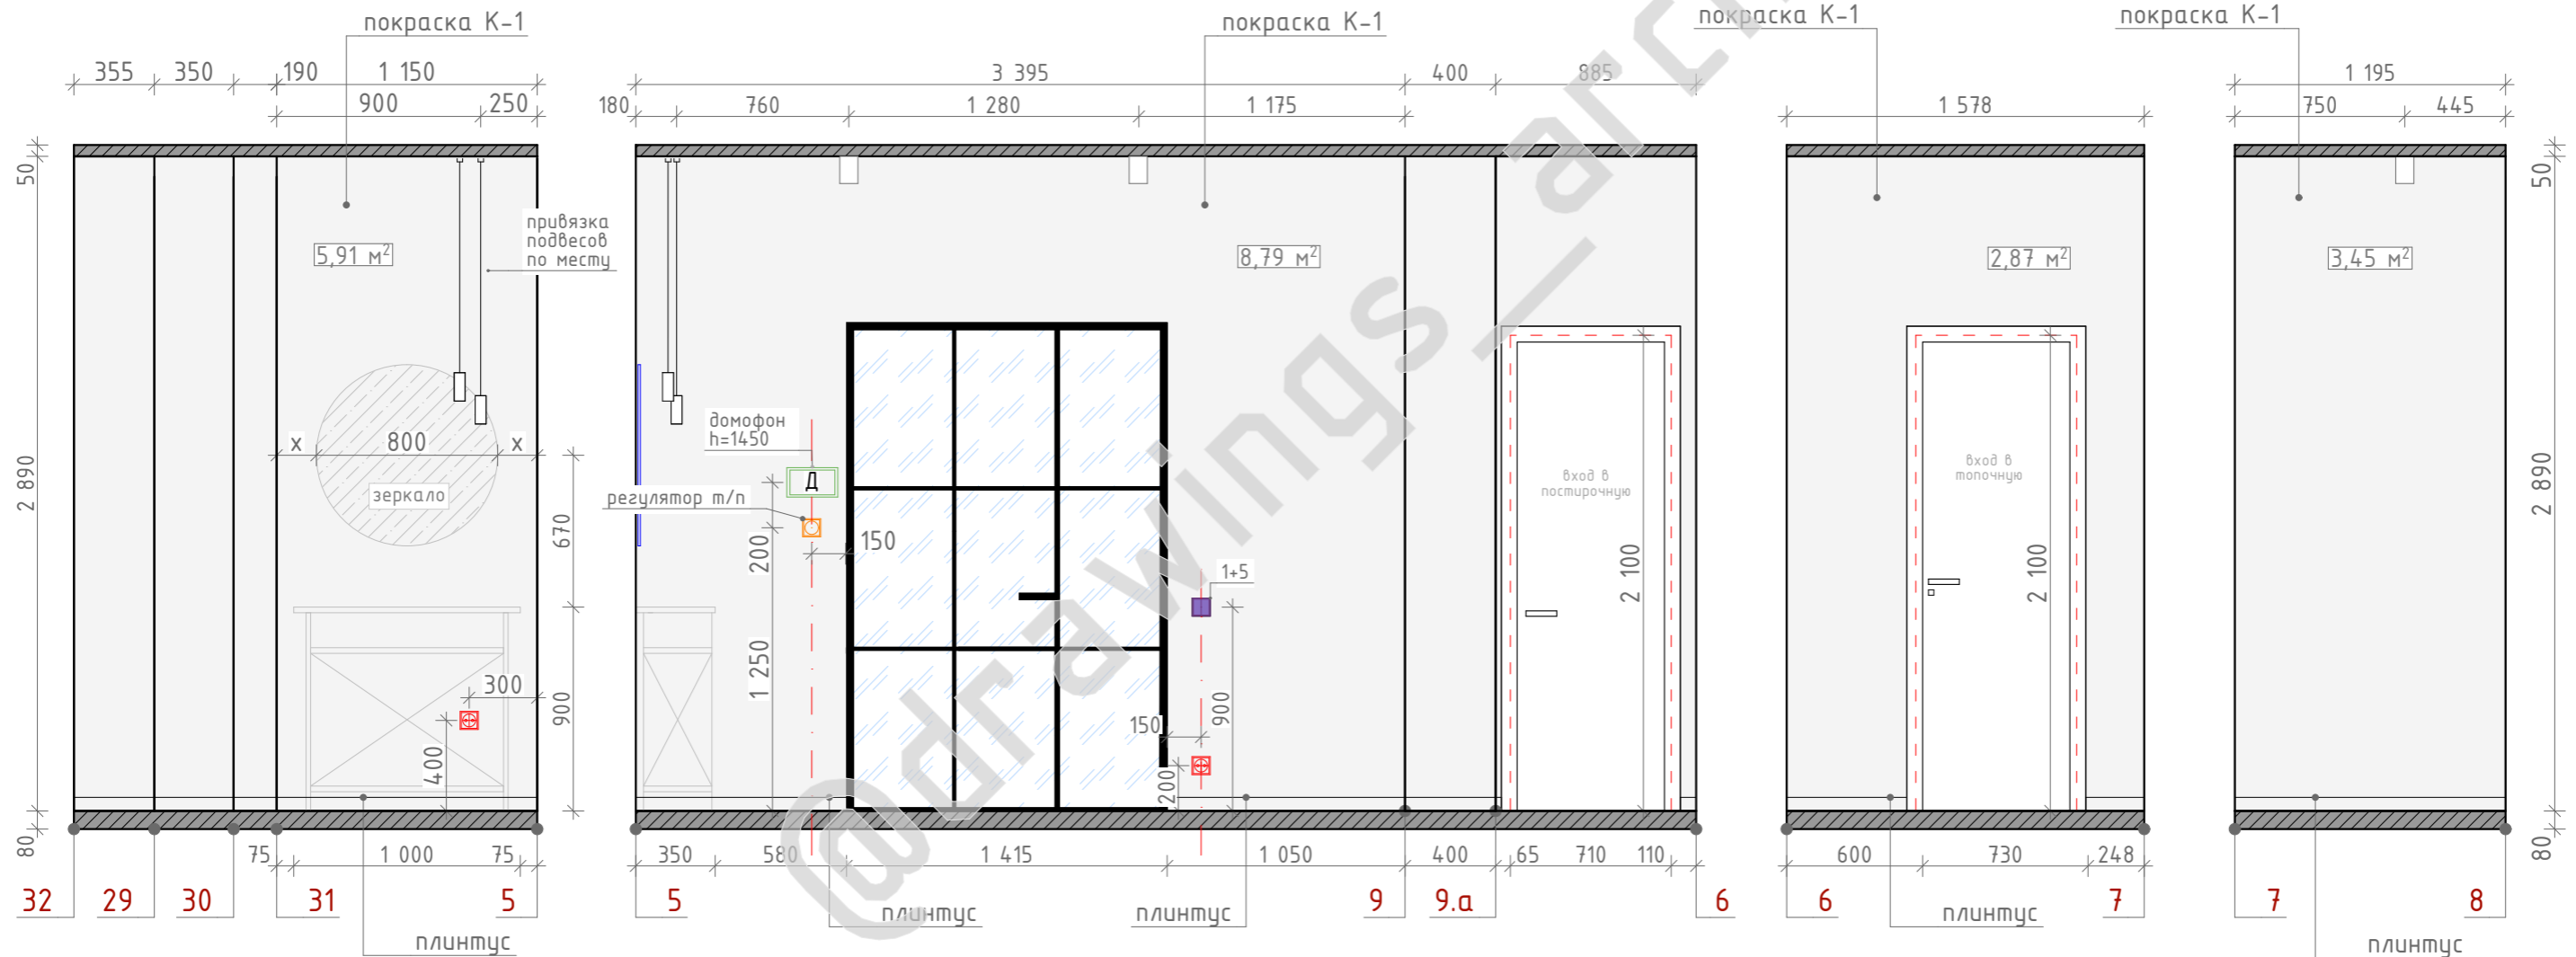 покраска К-1
покраска К-1
покраска К-1
покраска К-1
355 350 190 1 150
900 250
3 395 400 885
180 760 1 280 1 175
1 578
1 195
750 445
50
50
5,91 м²
привязка
подвесов
по месту
8,79 м²
2,87 м²
3,45 м²
2 890
2 890
x 800 x
зеркало
670
900
300
400
домофон
h=1450
Д
регулятор т/п
200
150
1 250
1+5
900
150
200
вход в
постирочную
2 100
вход в
топочную
2 100
80
80
75 1 000 75
350 580 1 415 1 050 400 65 710 110
600 730 248
32 29 30 31 5
5 9 9.а 6
6 7
7 8
плинтус
плинтус
плинтус
плинтус
плинтус